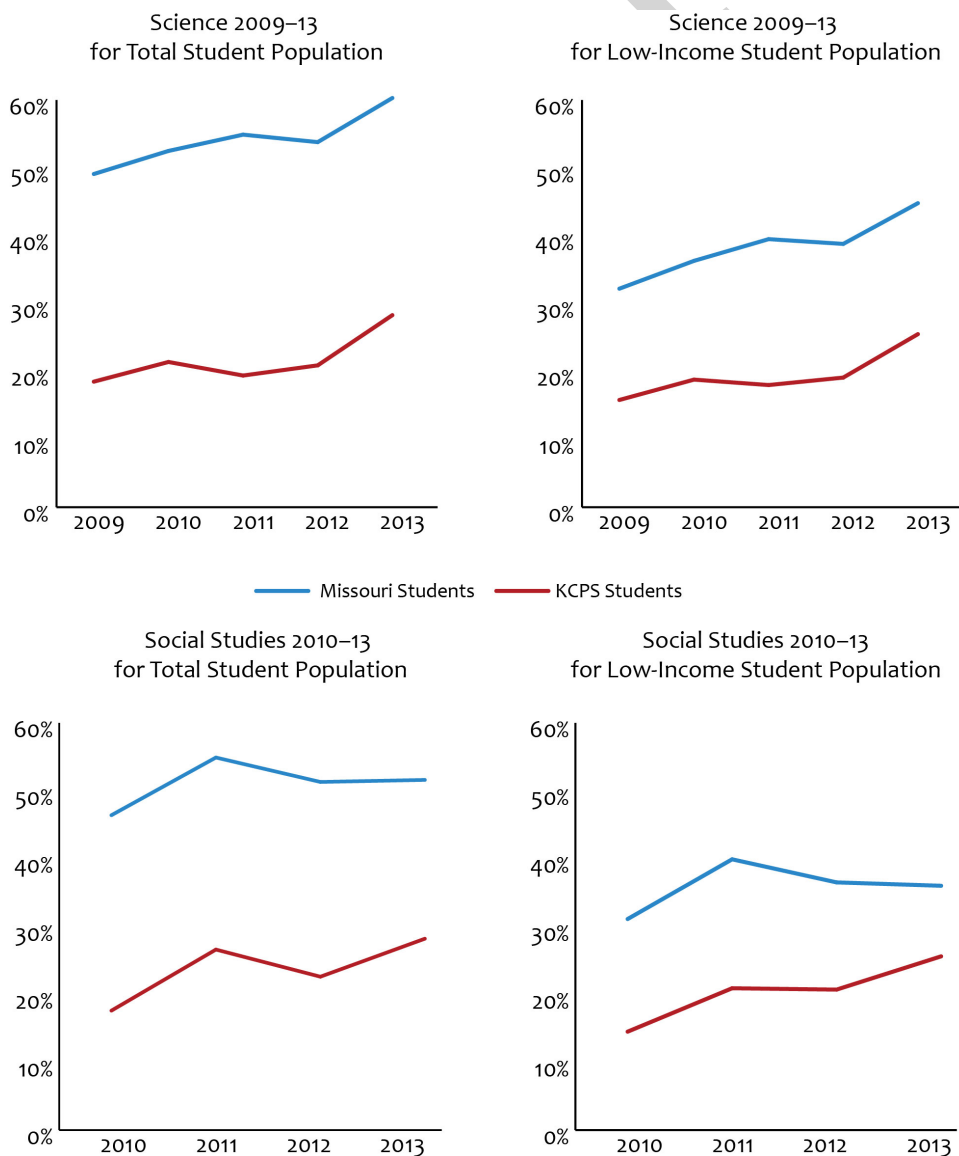 Science 2009–13
for Total Student Population
60%
50%
40%
30%
20%
10%
0%
2009 2010 2011 2012 2013
Science 2009–13
for Low-Income Student Population
60%
50%
40%
30%
20%
10%
0%
2009 2010 2011 2012 2013
Missouri Students KCPS Students
Social Studies 2010–13
for Total Student Population
60%
50%
40%
30%
20%
10%
0%
2010 2011 2012 2013
Social Studies 2010–13
for Low-Income Student Population
60%
50%
40%
30%
20%
10%
0%
2010 2011 2012 2013